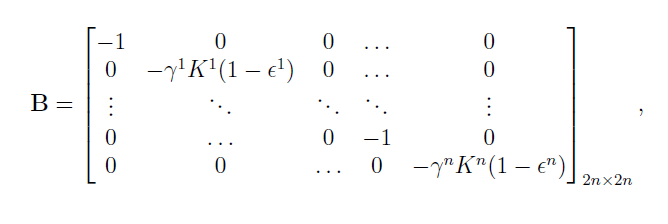 −1 0 0 … 0
0 −γ¹K¹(1 − ϵ¹) 0 … 0
B = ⋮ ⋱ ⋱ ⋱ ⋮ ,
0 … 0 −1 0
0 0 … 0 −γⁿKⁿ(1 − ϵⁿ)
2n×2n